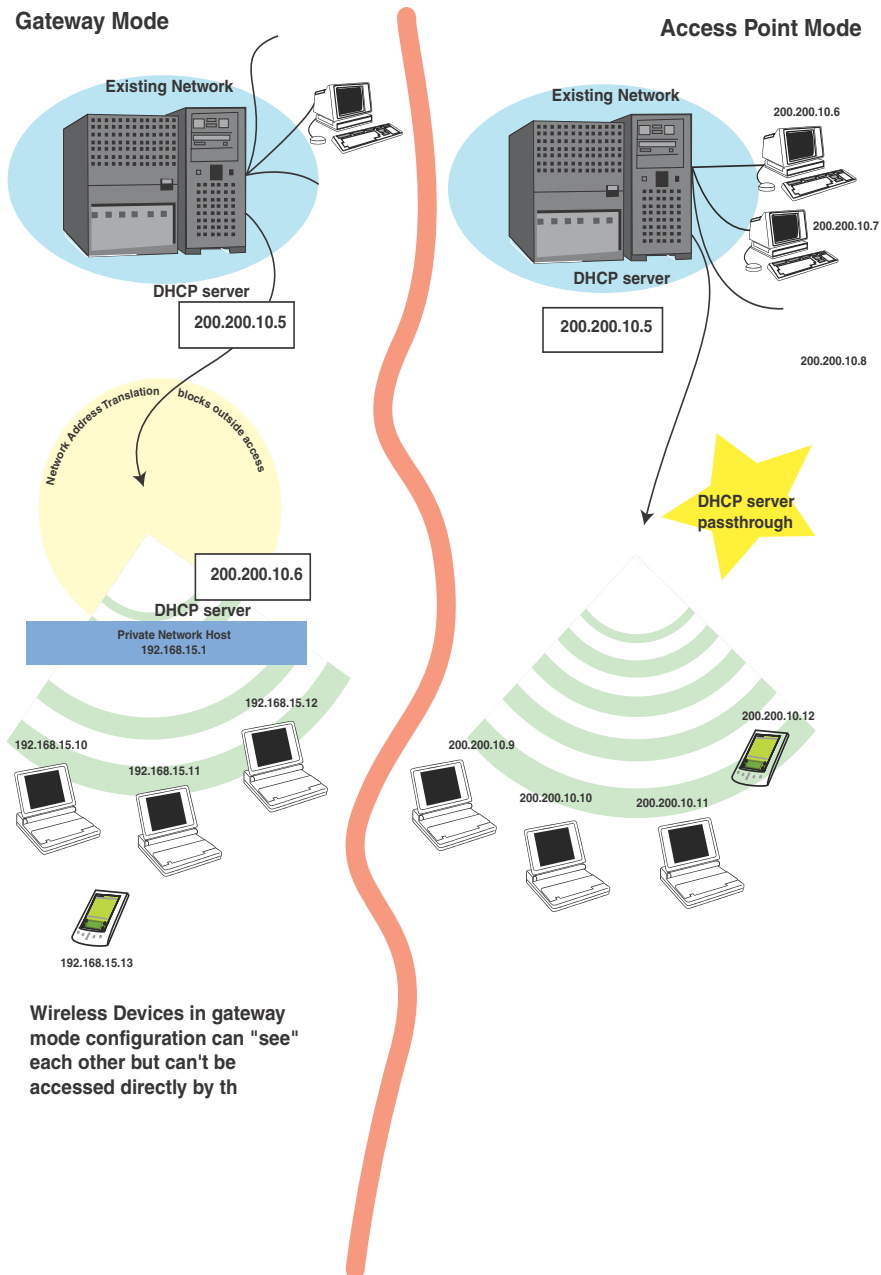 Gateway Mode
Existing Network
DHCP server
200.200.10.5
Network Address Translation
blocks outside access
200.200.10.6
DHCP server
Private Network Host
192.168.15.1
192.168.15.12
192.168.15.10
192.168.15.11
192.168.15.13
Wireless Devices in gateway
mode configuration can "see"
each other but can't be
accessed directly by th
Access Point Mode
Existing Network
200.200.10.6
200.200.10.7
DHCP server
200.200.10.5
200.200.10.8
DHCP server
passthrough
200.200.10.12
200.200.10.9
200.200.10.10
200.200.10.11